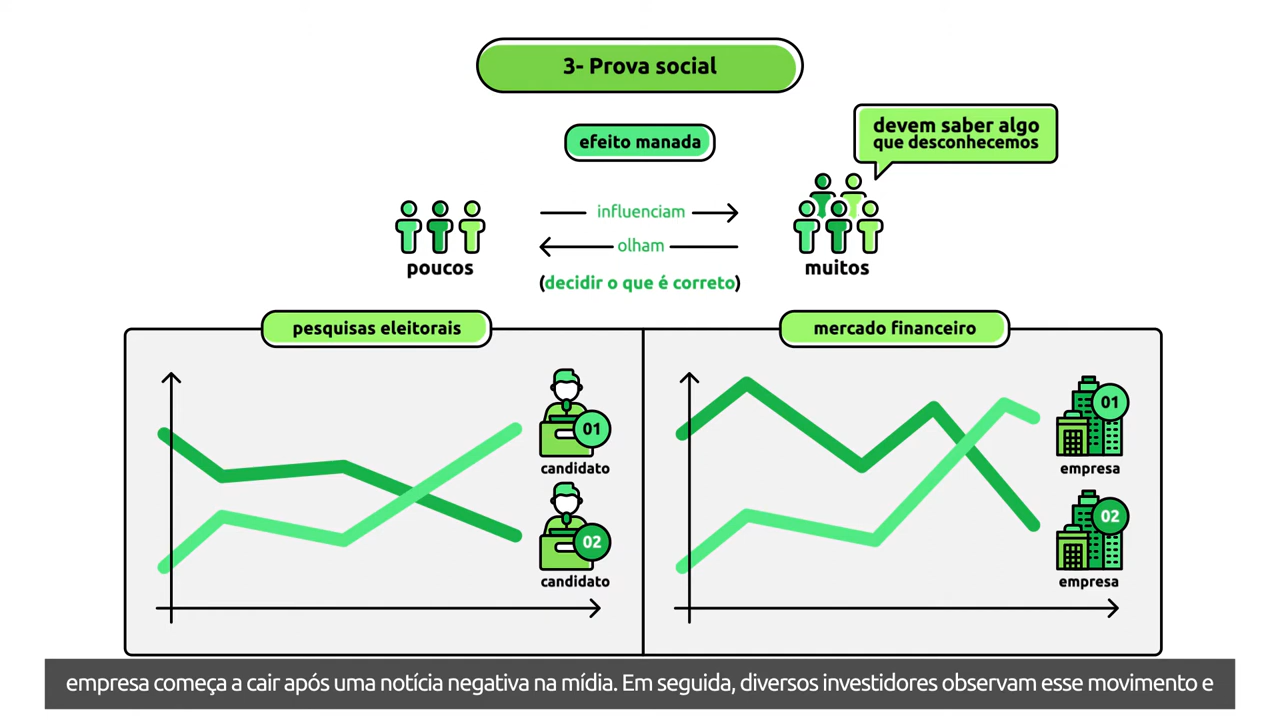 3- Prova social
efeito manada
devem saber algo
que desconhecemos
influenciam
olham
(decidir o que é correto)
poucos
muitos
pesquisas eleitorais
01
candidato
02
candidato
mercado financeiro
01
empresa
02
empresa
empresa começa a cair após uma notícia negativa na mídia. Em seguida, diversos investidores observam esse movimento e